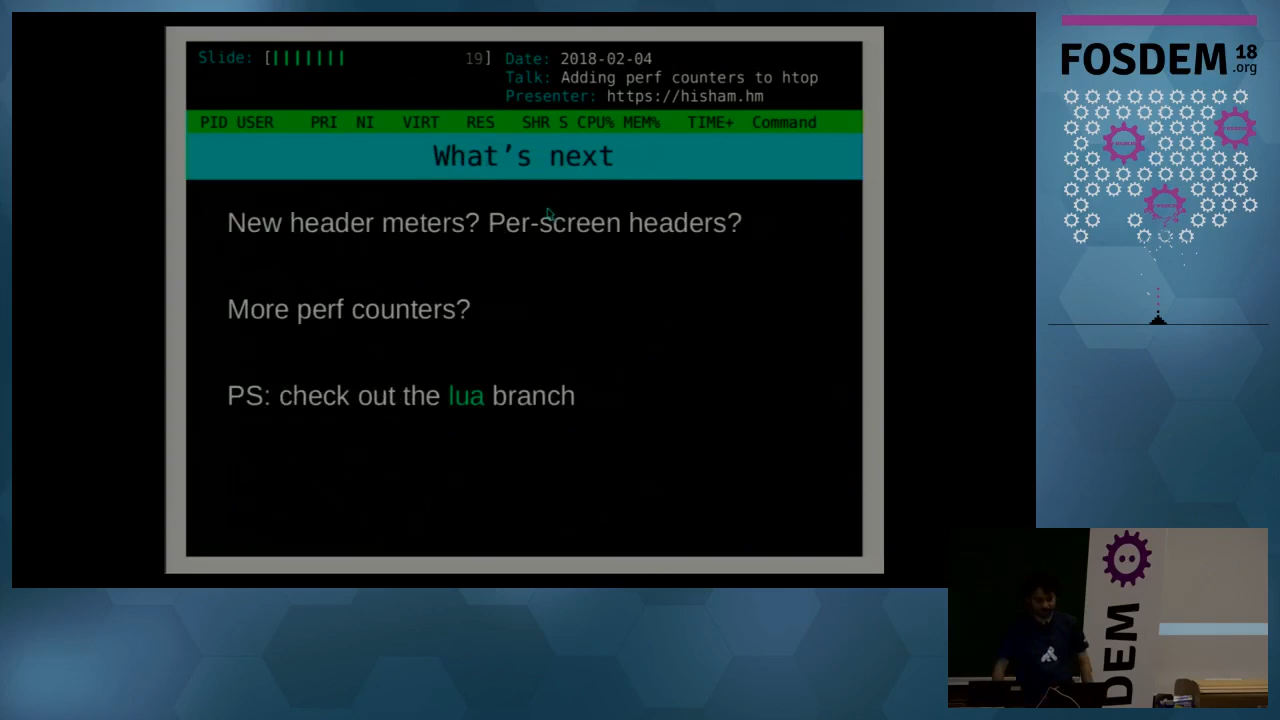 Slide: [||||||| 19]
Date: 2018-02-04
Talk: Adding perf counters to htop
Presenter: https://hisham.hm
PID USER PRI NI VIRT RES SHR S CPU% MEM% TIME+ Command
What's next
New header meters? Per-screen headers?
More perf counters?
PS: check out the lua branch
FOSDEM 18
.org
DEM